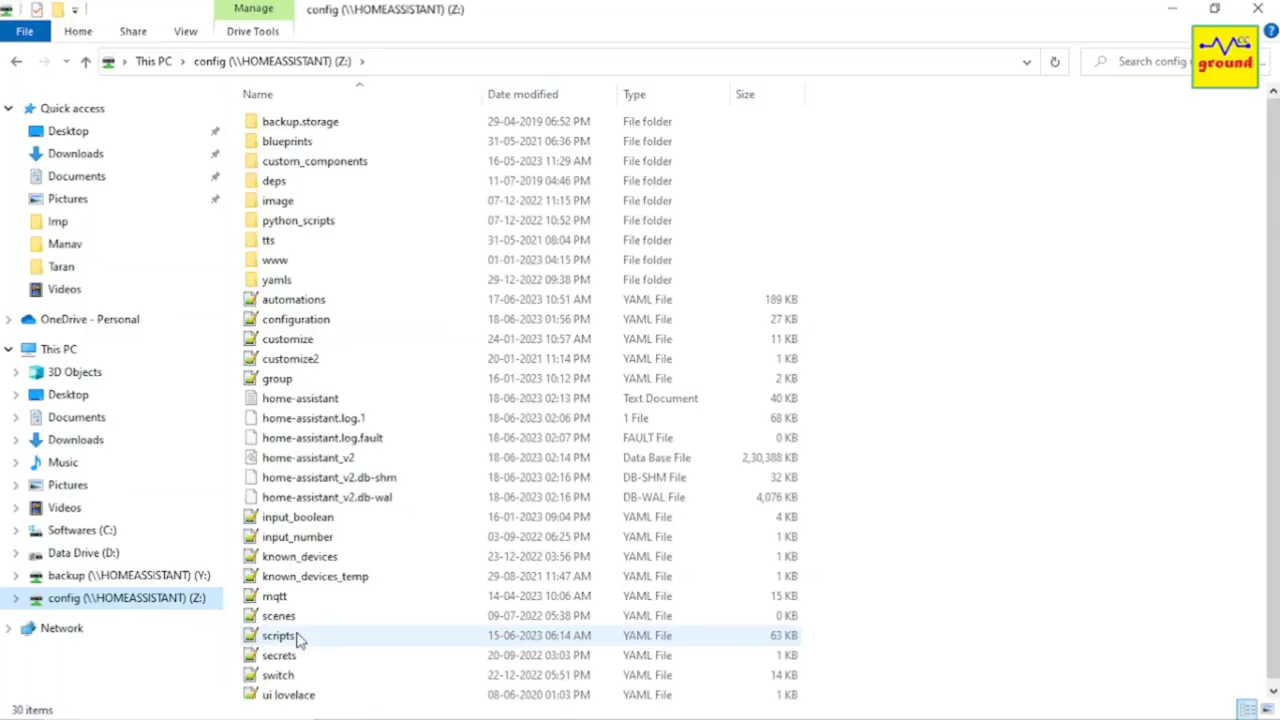 Manage
config (\\HOMEASSISTANT) (Z:)
File
Home
Share
View
Drive Tools
This PC
config (\\HOMEASSISTANT) (Z:)
Search config
cc
ground
Name
Date modified
Type
Size
Quick access
Desktop
Downloads
Documents
Pictures
Imp
Manav
Taran
Videos
OneDrive - Personal
This PC
3D Objects
Desktop
Documents
Downloads
Music
Pictures
Videos
Softwares (C:)
Data Drive (D:)
backup (\\HOMEASSISTANT) (Y:)
config (\\HOMEASSISTANT) (Z:)
Network
backup.storage 29-04-2019 06:52 PM File folder
blueprints 31-05-2021 06:36 PM File folder
custom_components 16-05-2023 11:29 AM File folder
deps 11-07-2019 04:46 PM File folder
image 07-12-2022 11:15 PM File folder
python_scripts 07-12-2022 10:52 PM File folder
tts 31-05-2021 08:04 PM File folder
www 01-01-2023 04:15 PM File folder
yamls 29-12-2022 09:38 PM File folder
automations 17-06-2023 10:51 AM YAML File 189 KB
configuration 18-06-2023 01:56 PM YAML File 27 KB
customize 24-01-2023 10:57 AM YAML File 11 KB
customize2 20-01-2021 11:14 PM YAML File 1 KB
group 16-01-2023 10:12 PM YAML File 2 KB
home-assistant 18-06-2023 02:13 PM Text Document 40 KB
home-assistant.log.1 18-06-2023 02:06 PM 1 File 68 KB
home-assistant.log.fault 18-06-2023 02:07 PM FAULT File 0 KB
home-assistant_v2 18-06-2023 02:14 PM Data Base File 2,30,388 KB
home-assistant_v2.db-shm 18-06-2023 02:16 PM DB-SHM File 32 KB
home-assistant_v2.db-wal 18-06-2023 02:16 PM DB-WAL File 4,076 KB
input_boolean 16-01-2023 09:04 PM YAML File 4 KB
input_number 03-09-2022 06:25 PM YAML File 1 KB
known_devices 23-12-2022 03:56 PM YAML File 1 KB
known_devices_temp 29-08-2021 11:47 AM YAML File 1 KB
mqtt 14-04-2023 10:06 AM YAML File 15 KB
scenes 09-07-2022 05:38 PM YAML File 0 KB
scripts 15-06-2023 06:14 AM YAML File 63 KB
secrets 20-09-2022 03:03 PM YAML File 1 KB
switch 22-12-2022 05:51 PM YAML File 14 KB
ui lovelace 08-06-2020 01:03 PM YAML File 1 KB
30 items